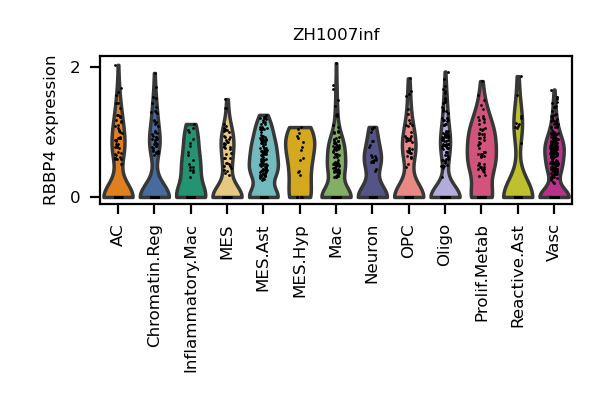 ZH1007inf
RBBP4 expression
2
0
AC
Chromatin.Reg
Inflammatory.Mac
MES
MES.Ast
MES.Hyp
Mac
Neuron
OPC
Oligo
Prolif.Metab
Reactive.Ast
Vasc